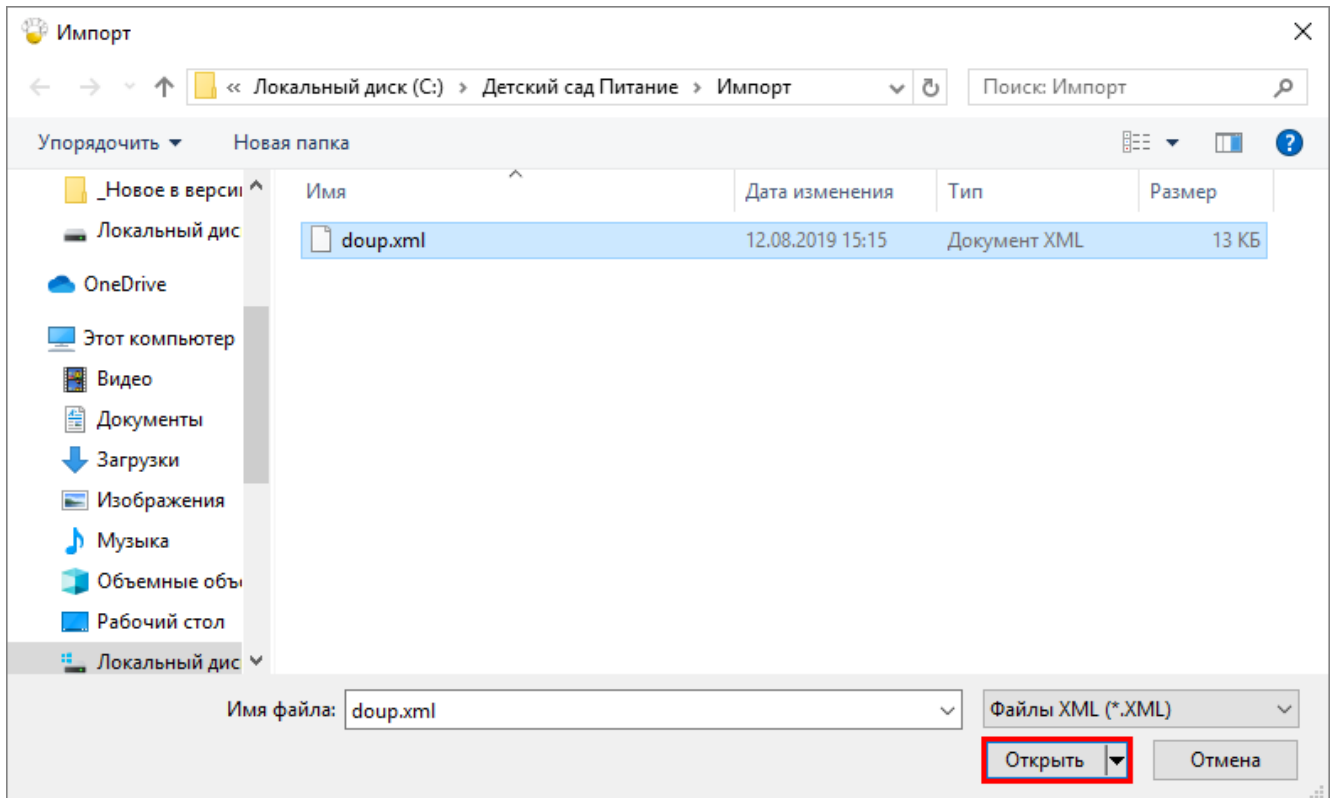 Импорт
« Локальный диск (C:) › Детский сад Питание › Импорт
Поиск: Импорт
Упорядочить
Новая папка
?
_Новое в версии
Имя
Дата изменения
Тип
Размер
Локальный дис
doup.xml
12.08.2019 15:15
Документ XML
13 КБ
OneDrive
Этот компьютер
Видео
Документы
Загрузки
Изображения
Музыка
Объемные объ
Рабочий стол
Локальный дис
Имя файла:
doup.xml
Файлы XML (*.XML)
Открыть
Отмена